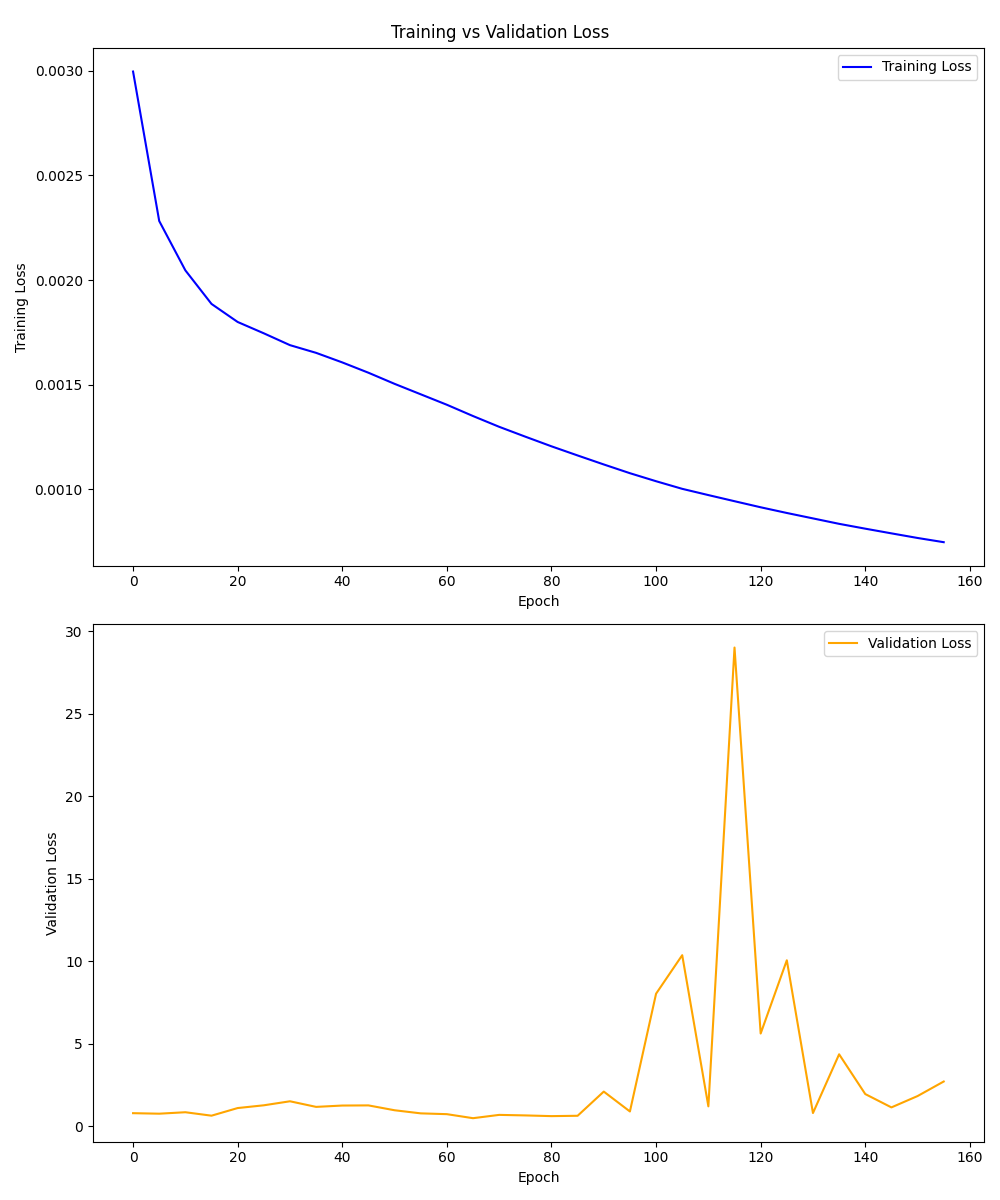 Training vs Validation Loss
Training Loss
0.0030
0.0025
0.0020
0.0015
0.0010
Training Loss
0 20 40 60 80 100 120 140 160
Epoch
Validation Loss
30
25
20
15
10
5
0
Validation Loss
0 20 40 60 80 100 120 140 160
Epoch